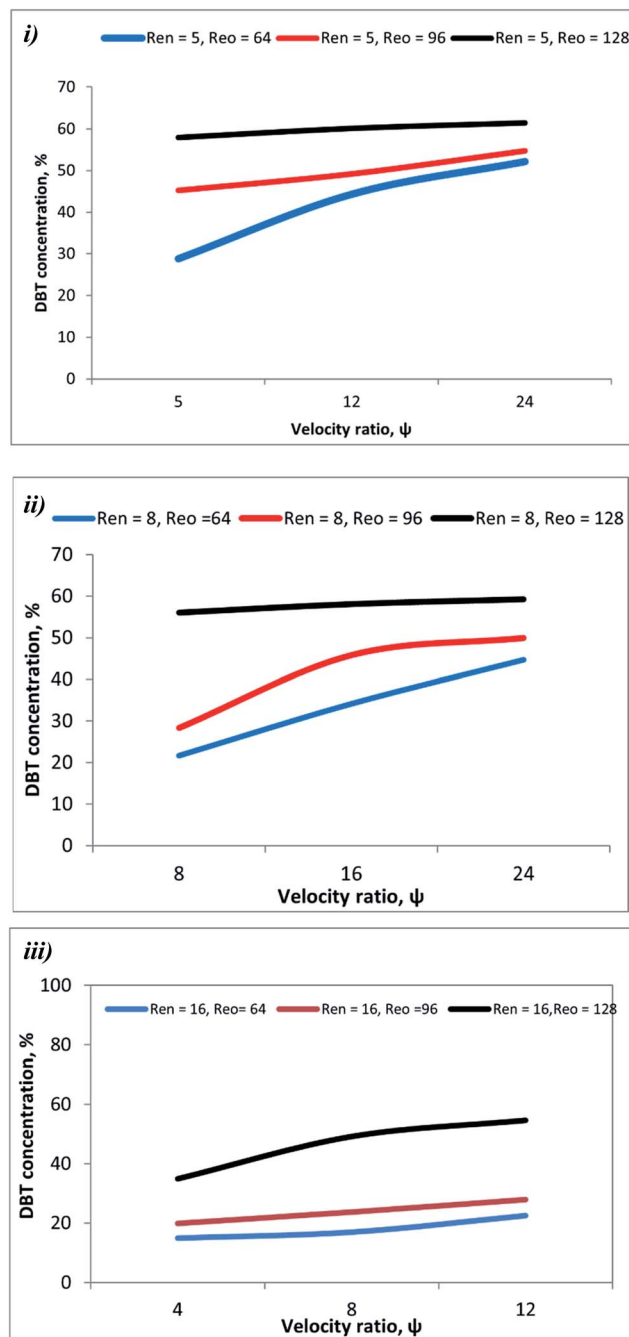 i)
Ren = 5, Reo = 64 Ren = 5, Reo = 96 Ren = 5, Reo = 128
70
60
50
40
30
20
10
0
DBT concentration, %
5 12 24
Velocity ratio, ψ
ii)
Ren = 8, Reo =64 Ren = 8, Reo = 96 Ren = 8, Reo = 128
70
60
50
40
30
20
10
0
DBT concentration, %
8 16 24
Velocity ratio, ψ
iii)
Ren = 16, Reo= 64 Ren = 16, Reo =96 Ren = 16,Reo = 128
100
80
60
40
20
0
DBT concentration, %
4 8 12
Velocity ratio, ψ